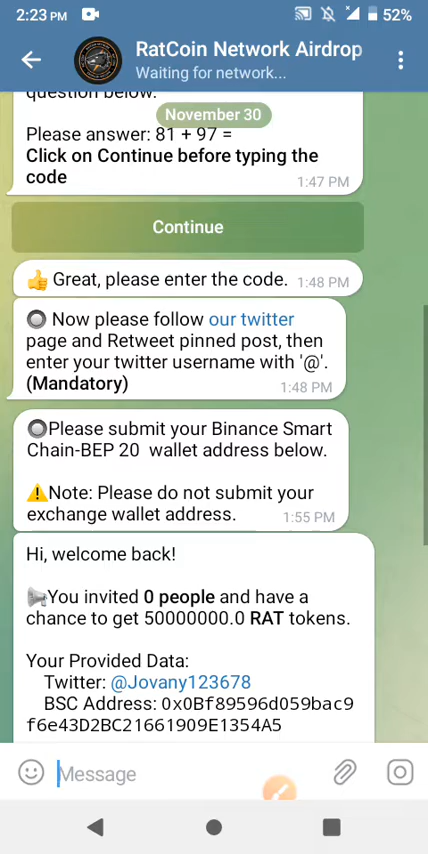 2:23 PM 52%
RatCoin Network Airdrop
Waiting for network...
question below.
November 30
Please answer: 81 + 97 =
Click on Continue before typing the
code
1:47 PM
Continue
👍 Great, please enter the code. 1:48 PM
🔘 Now please follow our twitter
page and Retweet pinned post, then
enter your twitter username with '@'.
(Mandatory)
1:48 PM
🔘Please submit your Binance Smart
Chain-BEP 20 wallet address below.
⚠️Note: Please do not submit your
exchange wallet address. 1:55 PM
Hi, welcome back!
📢You invited 0 people and have a
chance to get 50000000.0 RAT tokens.
Your Provided Data:
Twitter: @Jovany123678
BSC Address: 0x0Bf89596d059bac9
f6e43D2BC21661909E1354A5
Message